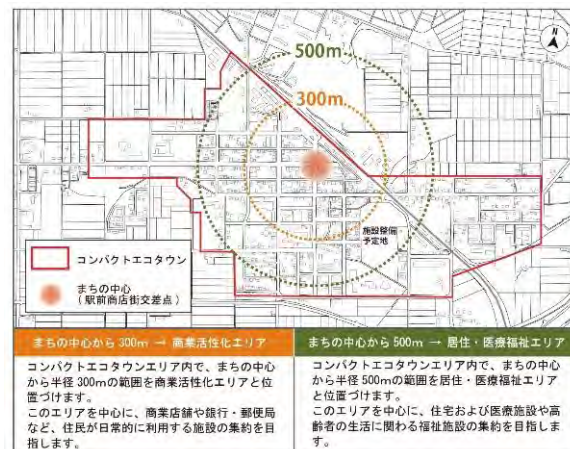 N
500m
300m
施設整備
予定地
コンパクトエコタウン
まちの中心
(駅前商店街交差点)
まちの中心から 300m → 商業活性化エリア
コンパクトエコタウンエリア内で、まちの中心
から半径 300mの範囲を商業活性化エリアと位
置づけます。
このエリアを中心に、商業店舗や銀行・郵便局
など、住民が日常的に利用する施設の集約を目
指します。
まちの中心から 500m → 居住・医療福祉エリア
コンパクトエコタウンエリア内で、まちの中心
から半径 500mの範囲を居住・医療福祉エリア
と位置づけます。
このエリアを中心に、住宅および医療施設や高
齢者の生活に関わる福祉施設の集約を目指しま
す。